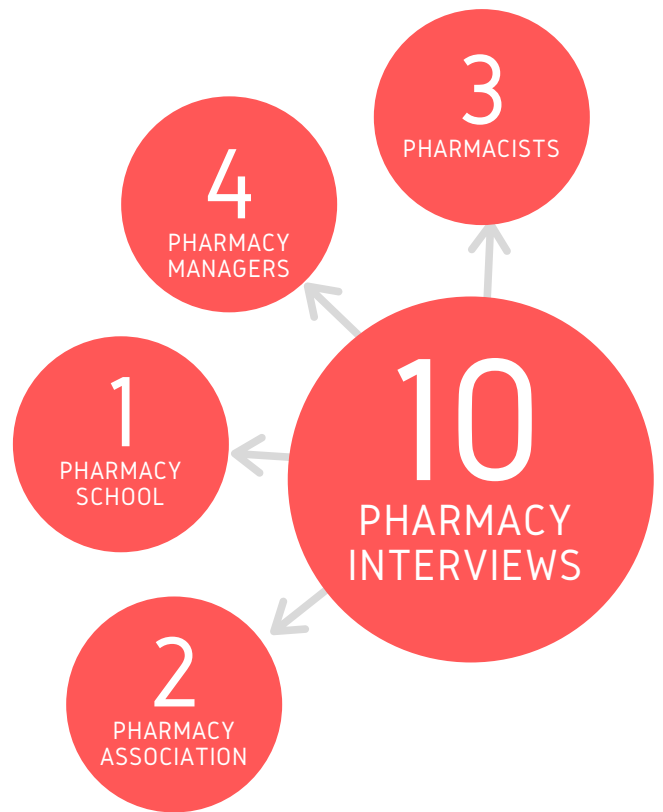 3
PHARMACISTS
4
PHARMACY
MANAGERS
1
PHARMACY
SCHOOL
10
PHARMACY
INTERVIEWS
2
PHARMACY
ASSOCIATION